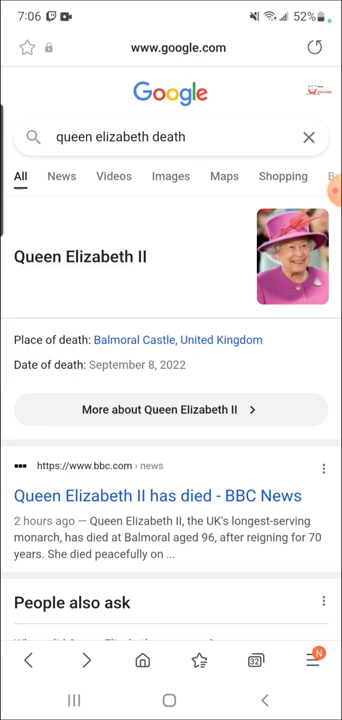 7:06 52%
www.google.com
Google
queen elizabeth death
All News Videos Images Maps Shopping
Queen Elizabeth II
Place of death: Balmoral Castle, United Kingdom
Date of death: September 8, 2022
More about Queen Elizabeth II
https://www.bbc.com › news
Queen Elizabeth II has died - BBC News
2 hours ago — Queen Elizabeth II, the UK's longest-serving
monarch, has died at Balmoral aged 96, after reigning for 70
years. She died peacefully on ...
People also ask
32 N